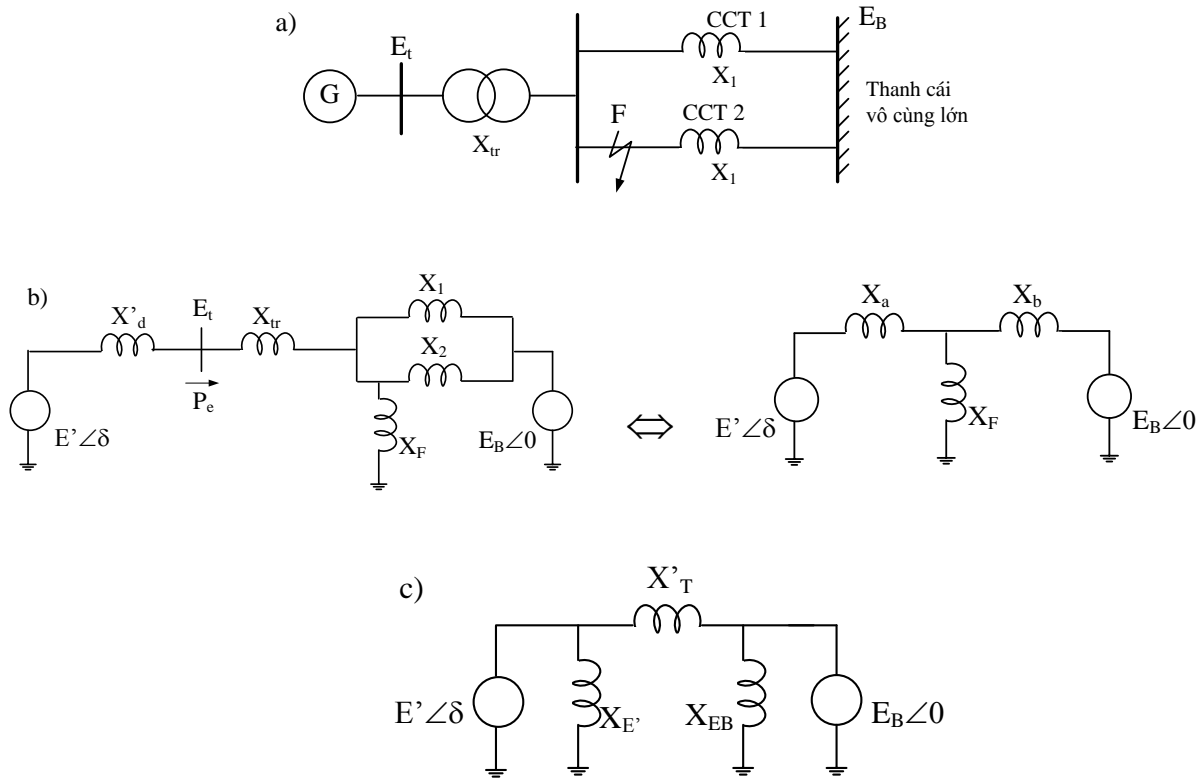 a)
CCT 1
E_B
E_t
G
X_1
Thanh cái
vô cùng lớn
F
CCT 2
X_tr
X_1
b)
X'_d
E_t
X_tr
X_1
X_2
P_e
E'∠δ
X_F
E_B∠0
⇔
X_a
X_b
E'∠δ
X_F
E_B∠0
c)
X'_T
E'∠δ
X_E'
X_EB
E_B∠0